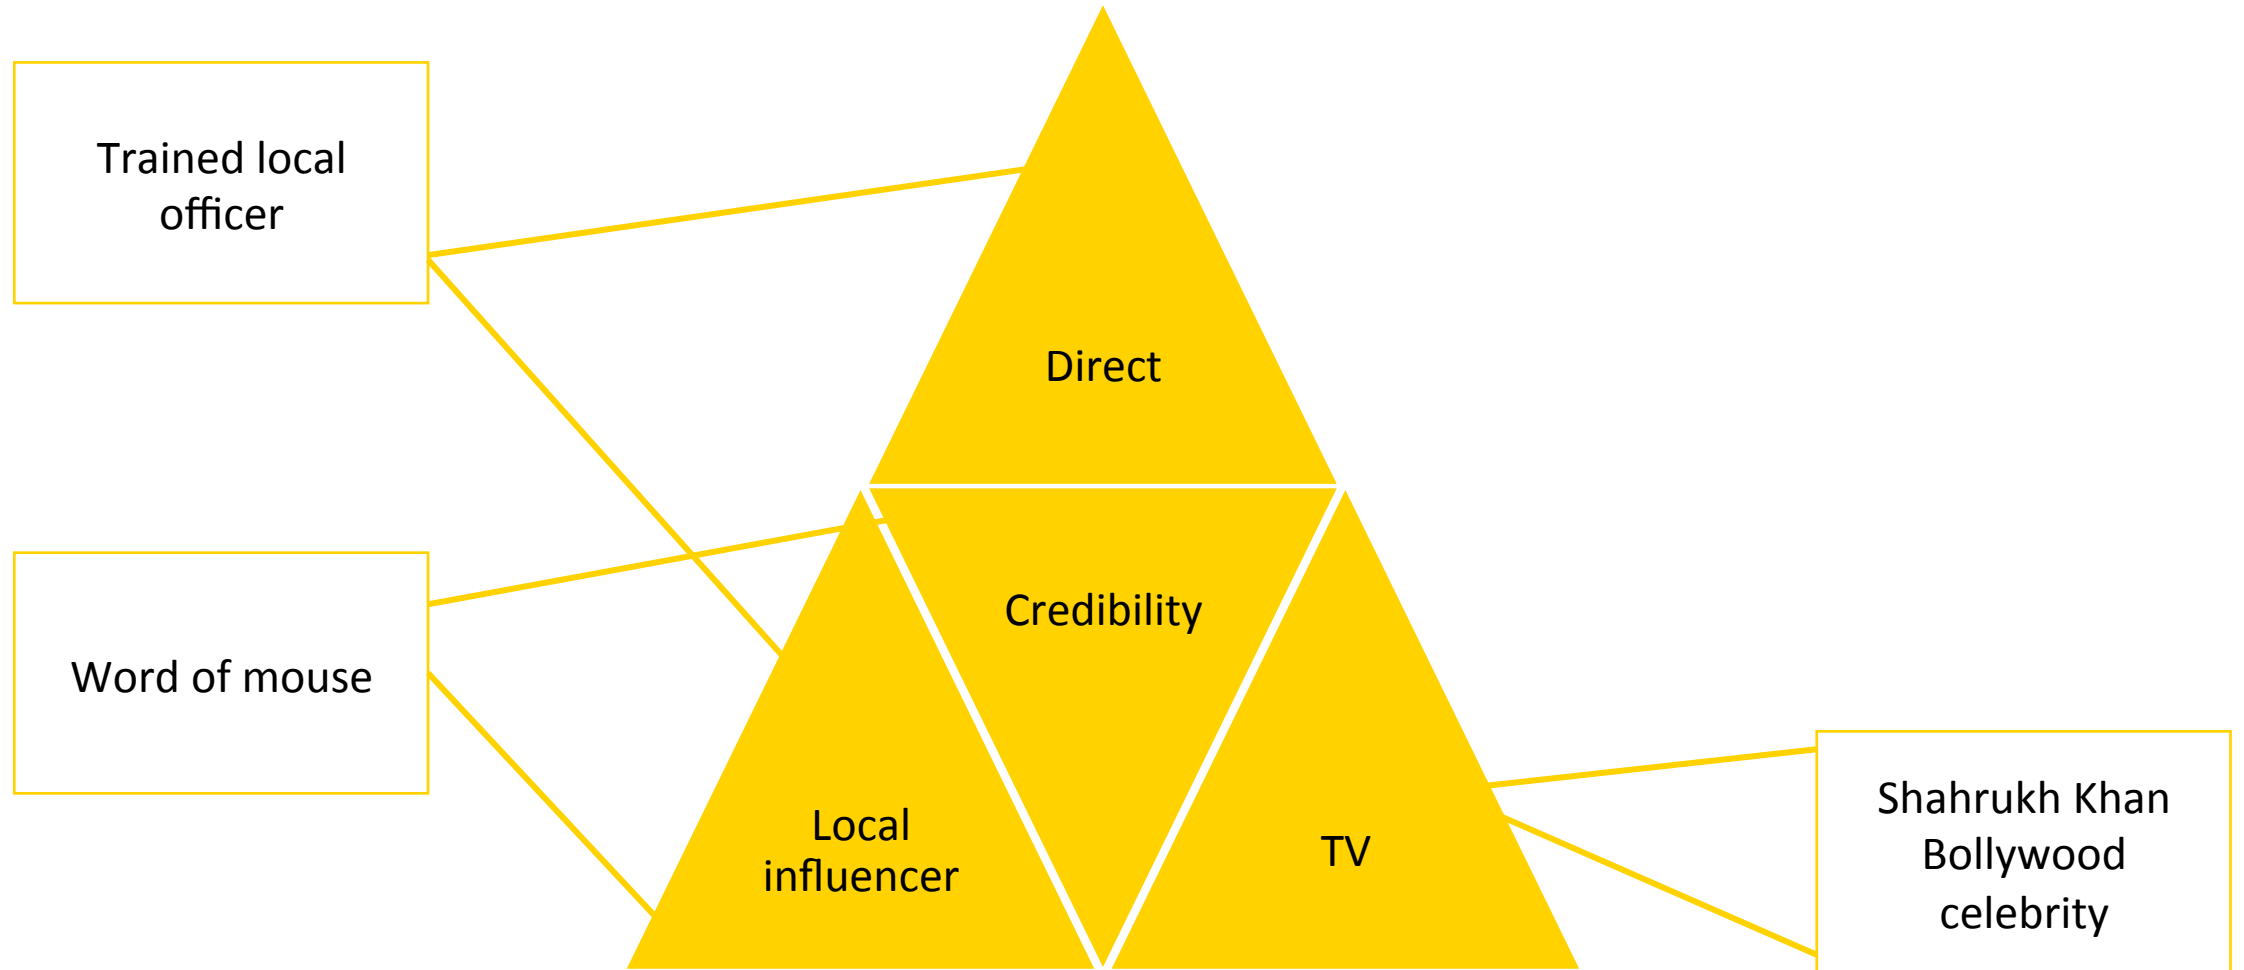 Trained local
officer
Direct
Word of mouse
Credibility
Local
influencer
TV
Shahrukh Khan
Bollywood
celebrity